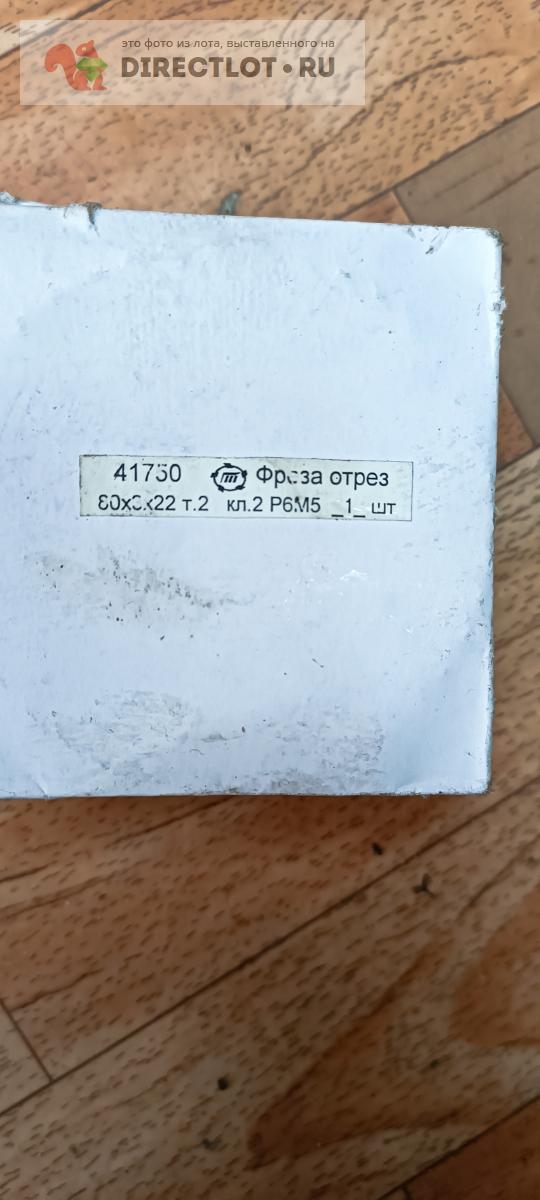 это фото из лота, выставленного на
DIRECTLOT.RU
41750 Фреза отрез
т.2 кл.2 Р6М5 _1_ шт